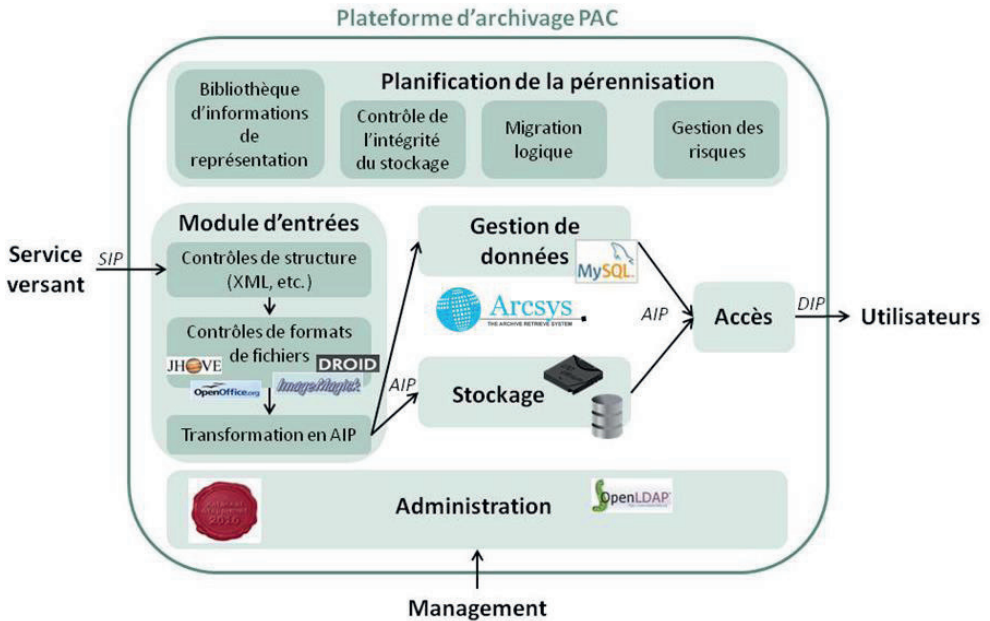 Plateforme d'archivage PAC
Planification de la pérennisation
Bibliothèque
d'informations
de
représentation
Contrôle de
l'intégrité
du stockage
Migration
logique
Gestion des
risques
Service
versant
SIP
Module d'entrées
Contrôles de structure
(XML, etc.)
Contrôles de formats
de fichiers
JHOVE
DROID
OpenOffice.org
ImageMagick
Transformation en AIP
AIP
Gestion de
données
MySQL
Arcsys
THE ARCHIVE RETRIEVE SYSTEM
Stockage
AIP
Accès
DIP
Utilisateurs
Administration
2010
OpenLDAP
Management